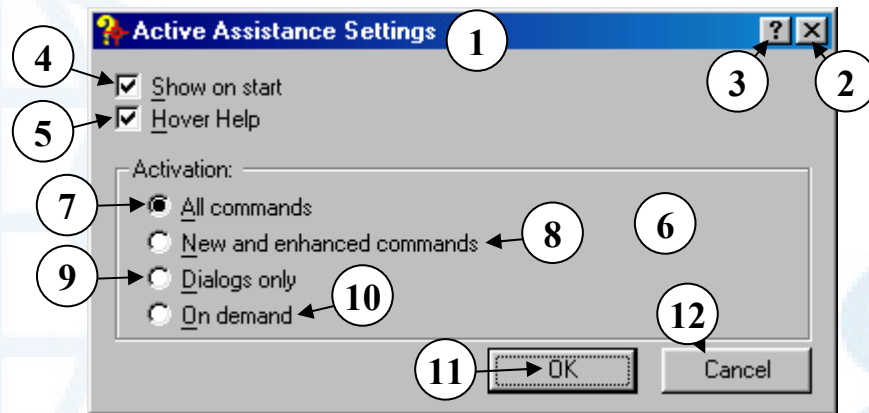 Active Assistance Settings 1 ? ×
4 3 2
Show on start
5 Hover Help
Activation:
7 All commands 6
New and enhanced commands 8
9 Dialogs only
On demand 10
12
11 OK Cancel